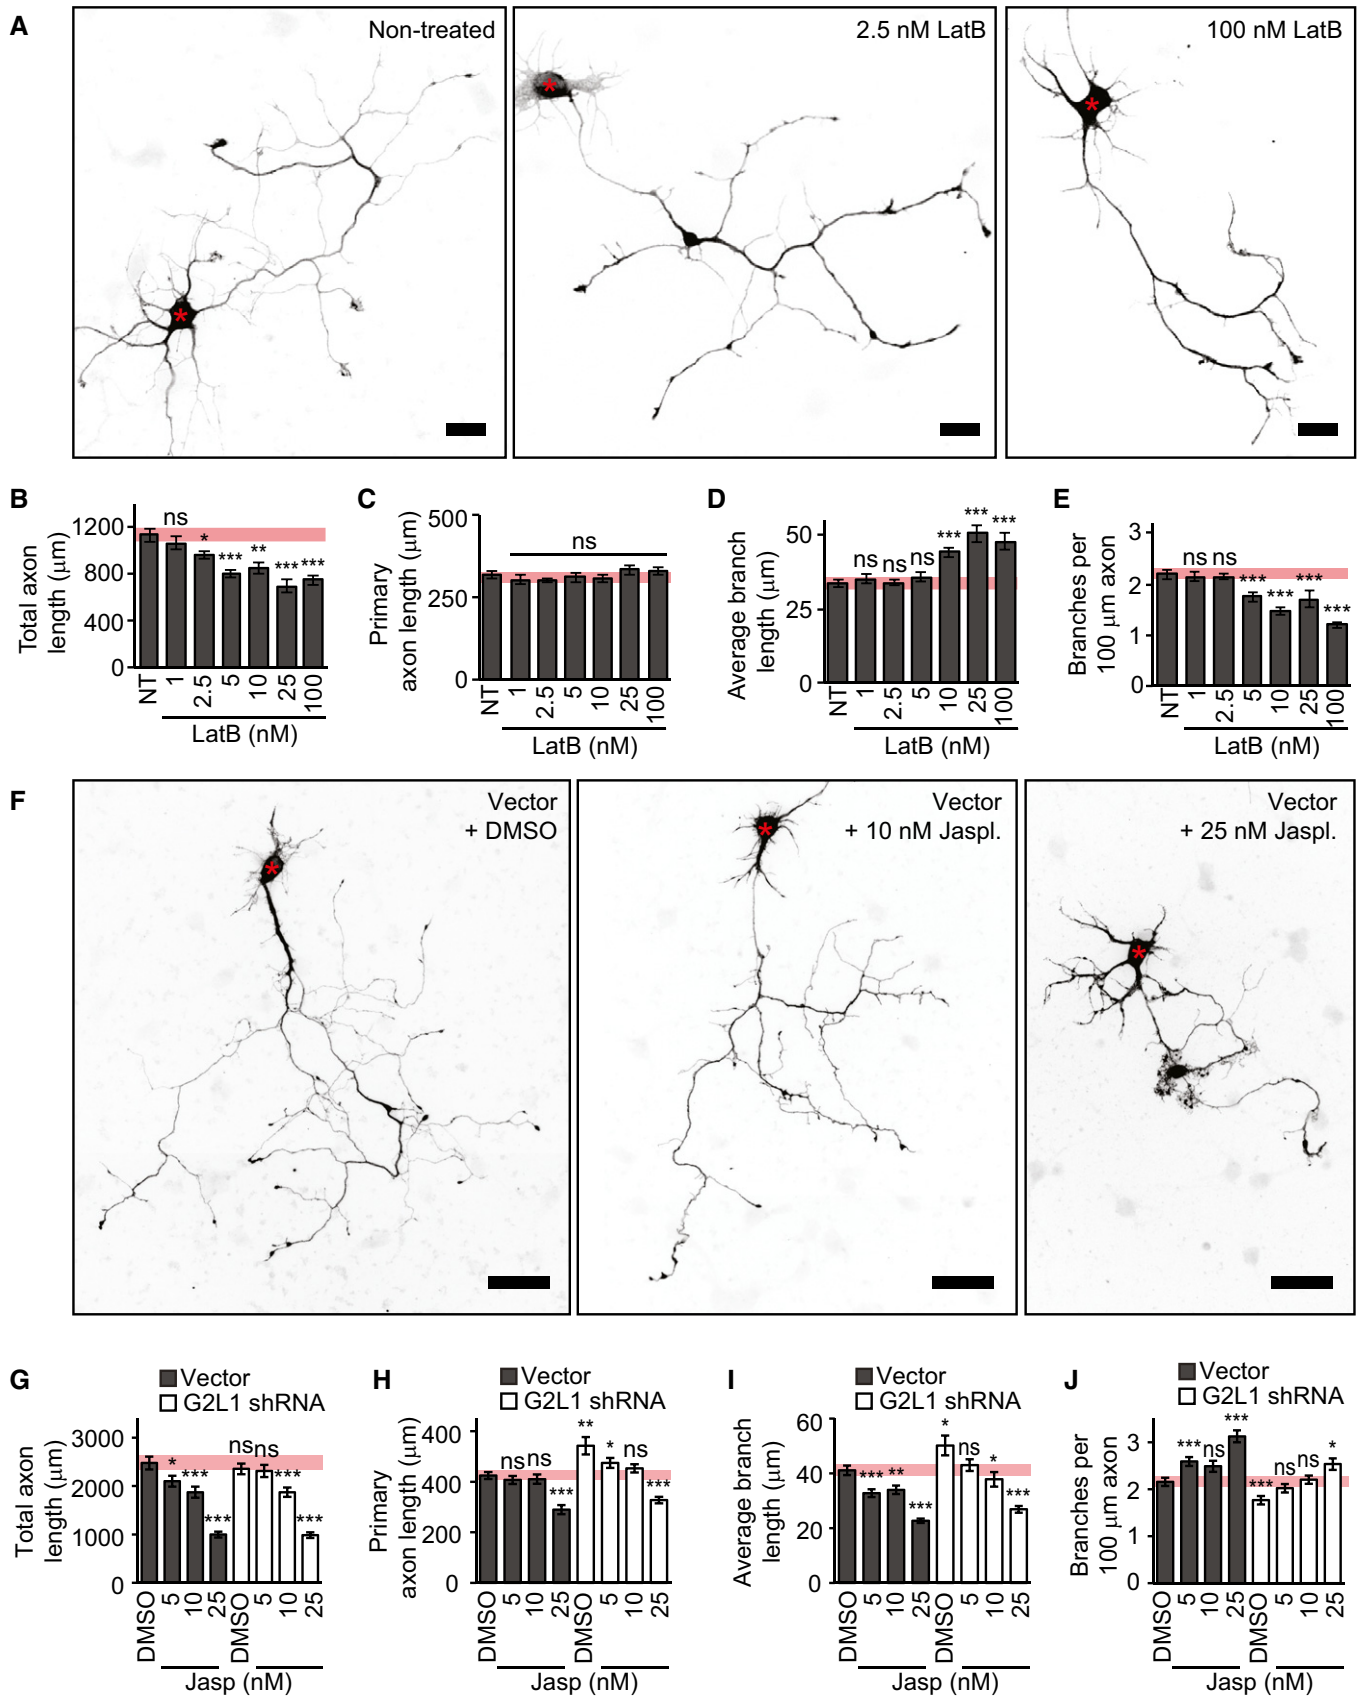 A
Non-treated
2.5 nM LatB
100 nM LatB
*
*
*
B
Total axon
length (μm)
1200
800
400
0
ns
*
***
**
***
***
NT
1
2.5
5
10
25
100
LatB (nM)
C
Primary
axon length (μm)
500
250
0
ns
NT
1
2.5
5
10
25
100
LatB (nM)
D
Average branch
length (μm)
50
25
0
ns
ns
ns
***
***
***
NT
1
2.5
5
10
25
100
LatB (nM)
E
Branches per
100 μm axon
3
2
1
0
ns
ns
***
***
***
***
NT
1
2.5
5
10
25
100
LatB (nM)
F
Vector
+ DMSO
Vector
+ 10 nM Jaspl.
Vector
+ 25 nM Jaspl.
*
*
*
G
Vector
G2L1 shRNA
Total axon
length (μm)
3000
2000
1000
0
*
***
***
ns
ns
***
***
DMSO
5
10
25
DMSO
5
10
25
Jasp (nM)
H
Vector
G2L1 shRNA
Primary
axon length (μm)
400
400
200
0
ns
ns
***
**
*
ns
***
DMSO
5
10
25
DMSO
5
10
25
Jasp (nM)
I
Vector
G2L1 shRNA
Average branch
length (μm)
60
40
20
0
***
**
***
*
ns
*
***
DMSO
5
10
25
DMSO
5
10
25
Jasp (nM)
J
Vector
G2L1 shRNA
Branches per
100 μm axon
3
2
1
0
***
ns
***
***
ns
ns
*
DMSO
5
10
25
DMSO
5
10
25
Jasp (nM)